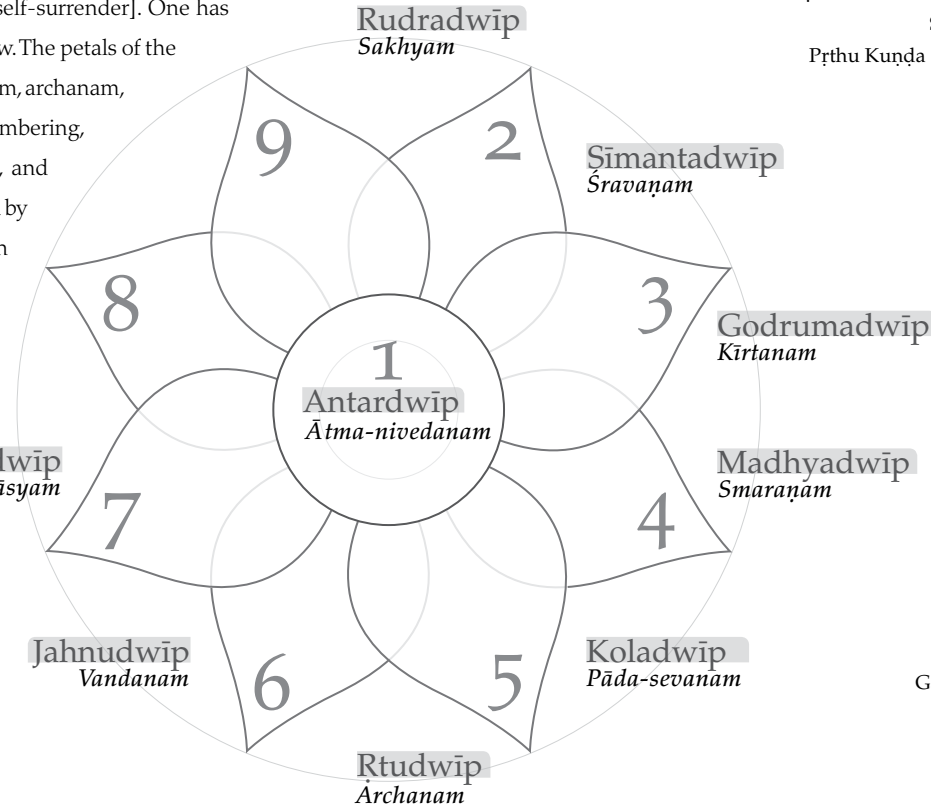 self-surrender]. One has
w. The petals of the
m, archanam,
mbering,
, and
by
Pṛthu Kuṇḍa
Rudradwīp
Sakhyam
9
2
Sīmantadwīp
Śravaṇam
8
3
Godrumadwīp
Kīrtanam
1
Antardwīp
Ātma-nivedanam
dwīp
āsyam
Madhyadwīp
Smaraṇam
7
4
Jahnudwīp
Vandanam
Koladwīp
Pāda-sevanam
6
5
G
Ṛtudwīp
Archanam